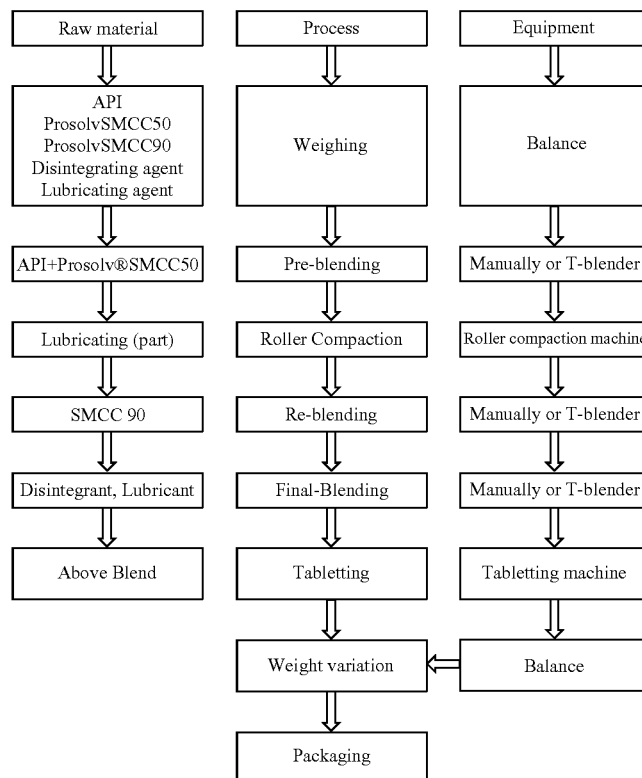 Raw material
Process
Equipment
API
ProsolvSMCC50
ProsolvSMCC90
Disintegrating agent
Lubricating agent
Weighing
Balance
API+Prosolv®SMCC50
Pre-blending
Manually or T-blender
Lubricating (part)
Roller Compaction
Roller compaction machine
SMCC 90
Re-blending
Manually or T-blender
Disintegrant, Lubricant
Final-Blending
Manually or T-blender
Above Blend
Tabletting
Tabletting machine
Weight variation
Balance
Packaging